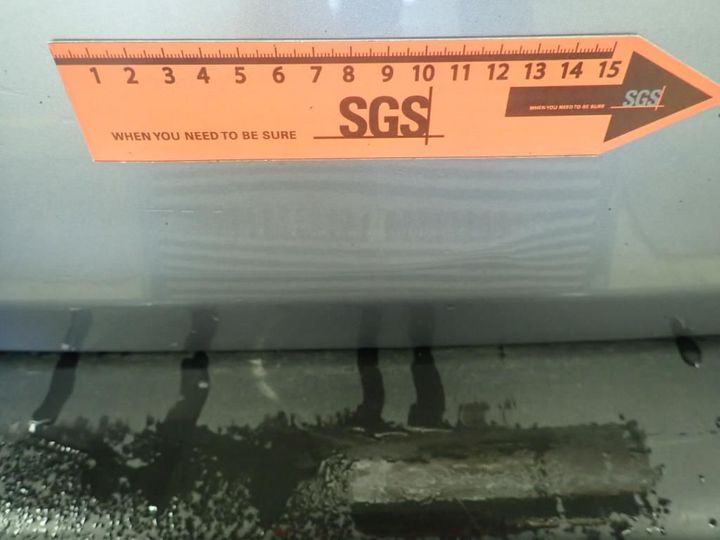 1 2 3 4 5 6 7 8 9 10 11 12 13 14 15
WHEN YOU NEED TO BE SURE SGS
WHEN YOU NEED TO BE SURE SGS